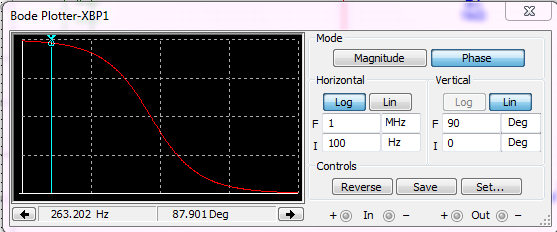 Bode Plotter-XBP1
Mode
Magnitude Phase
Horizontal Vertical
Log Lin Log Lin
F 1 MHz F 90 Deg
I 100 Hz I 0 Deg
Controls
Reverse Save Set...
263.202 Hz 87.901 Deg
+ In − + Out −